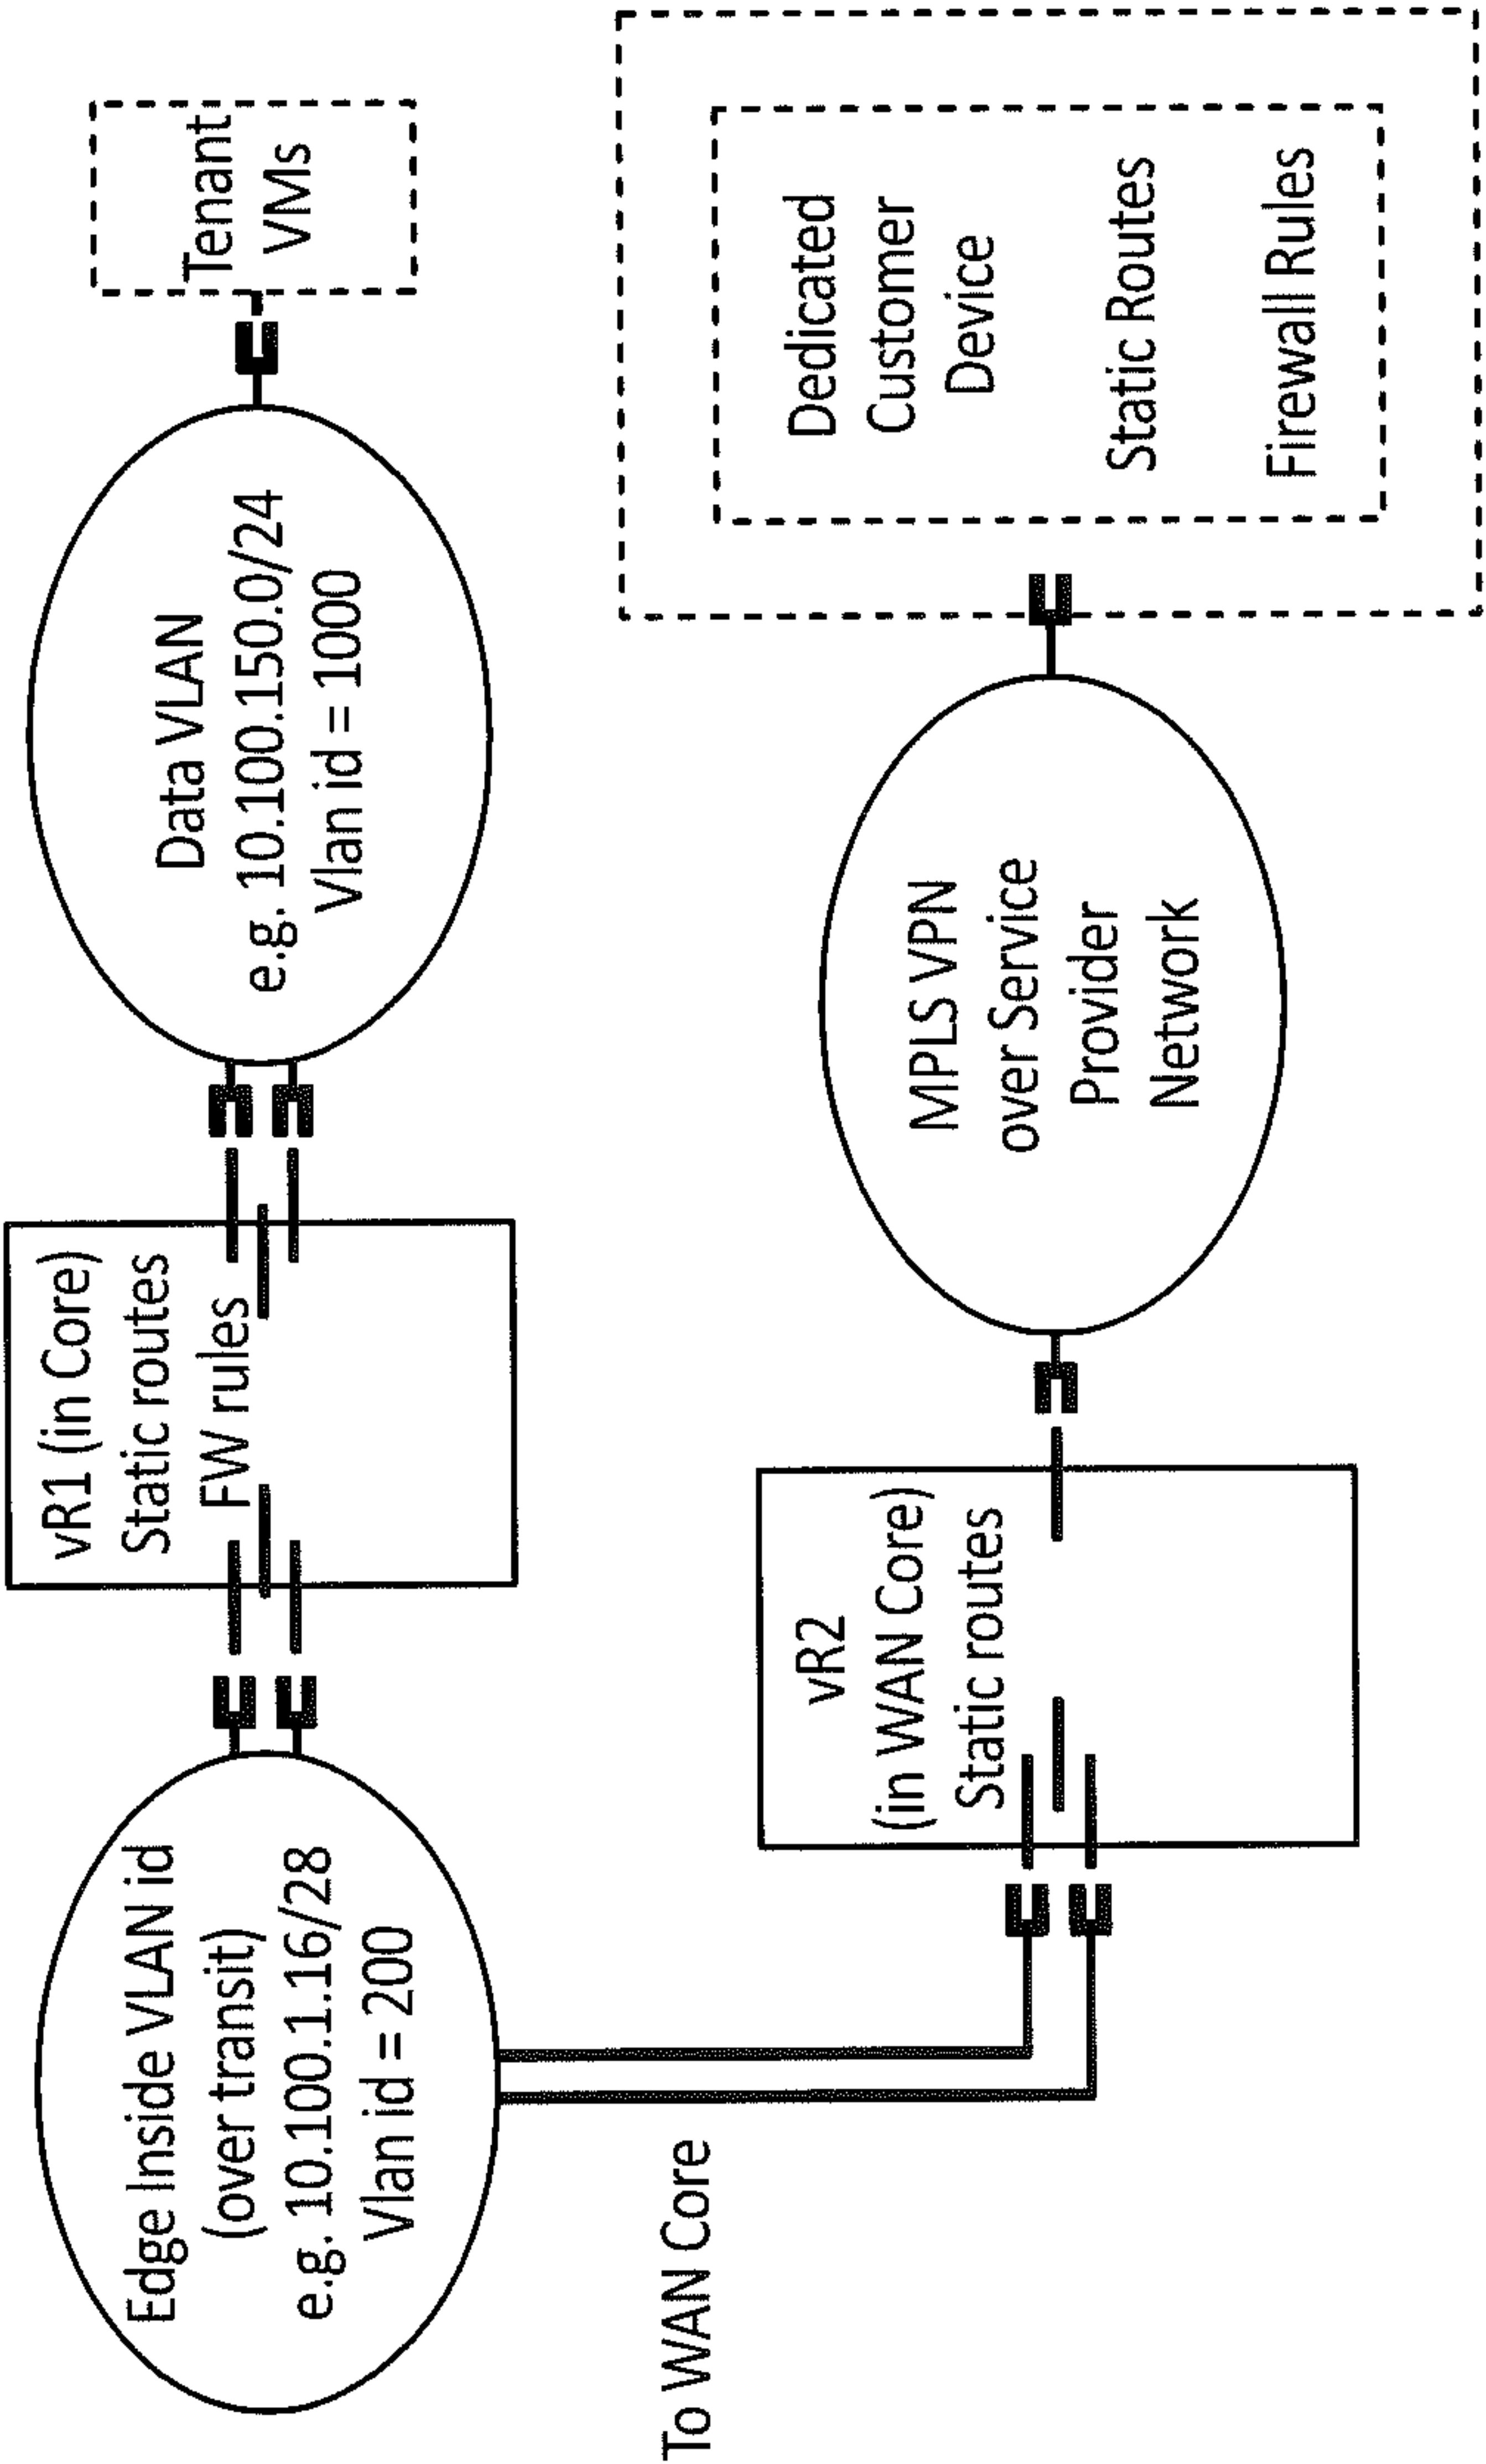 Edge Inside VLAN id
(over transit)
e.g. 10.100.1.16/28
Vlan id = 200
vR1 (in Core)
Static routes
FW rules
Data VLAN
e.g. 10.100.150.0/24
Vlan id = 1000
Tenant
VMs
To WAN Core
vR2
(in WAN Core)
Static routes
MPLS VPN
over Service
Provider
Network
Dedicated
Customer
Device
Static Routes
Firewall Rules